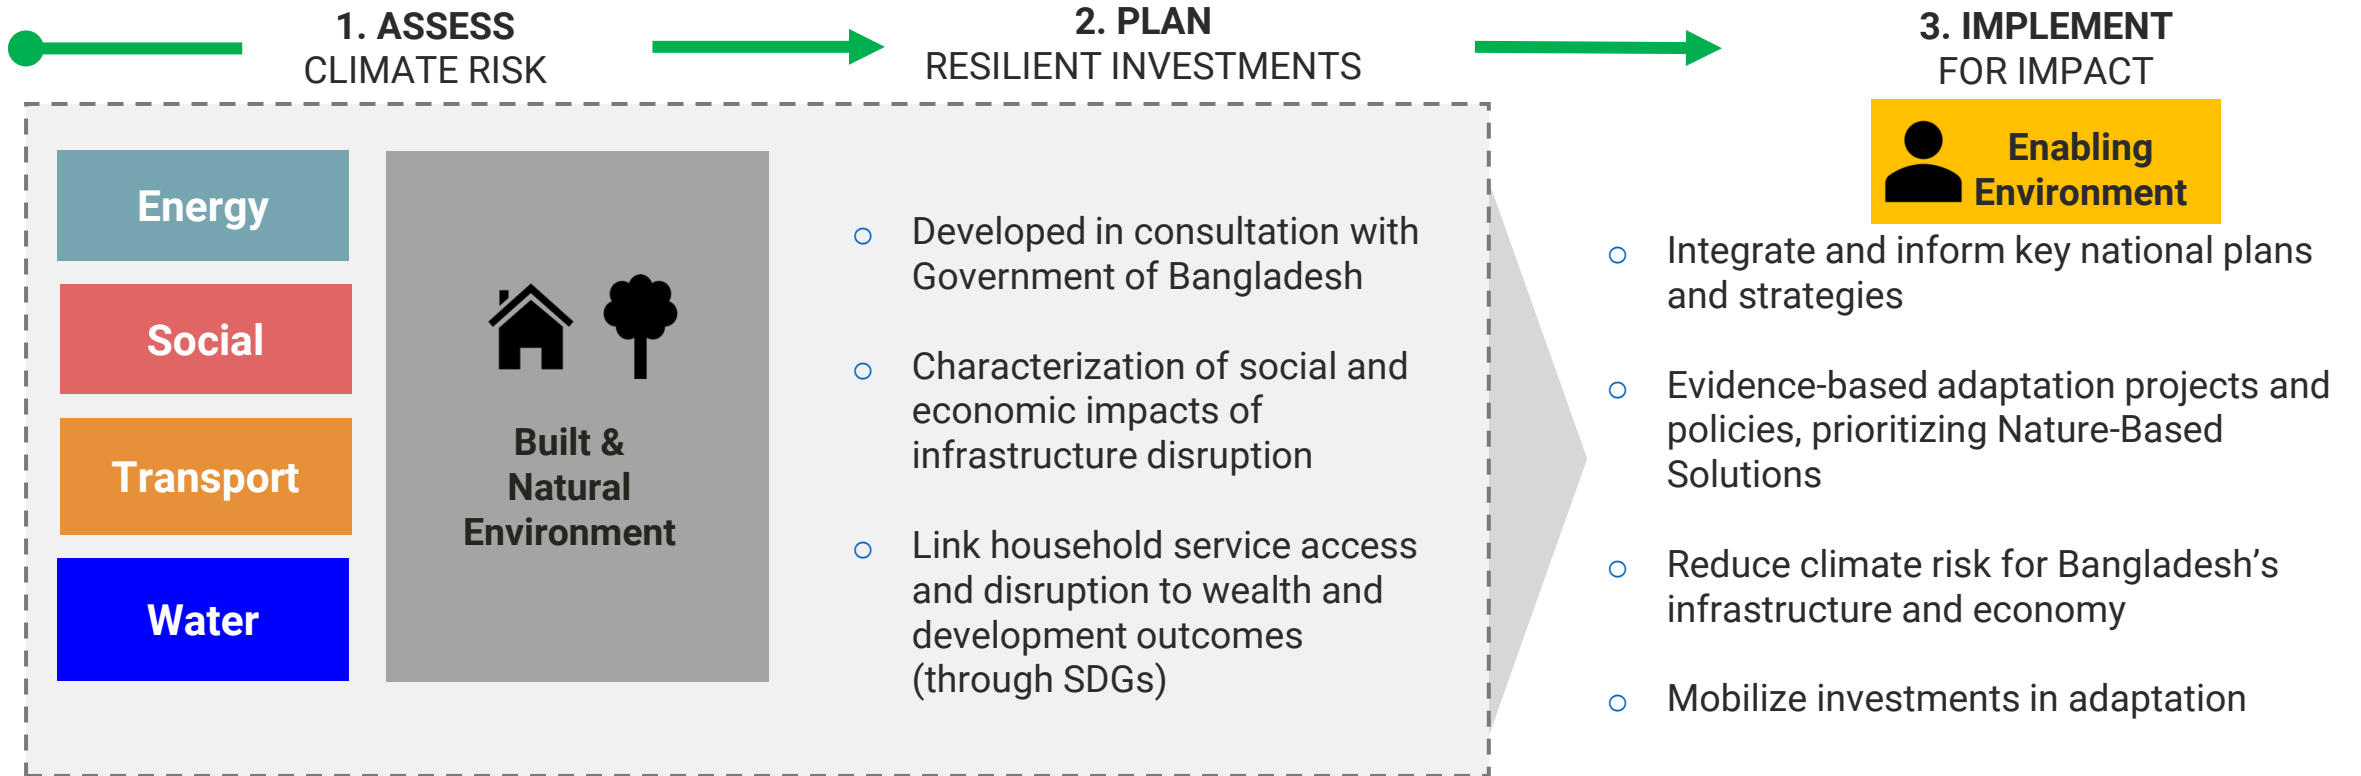 1. ASSESS
CLIMATE RISK
2. PLAN
RESILIENT INVESTMENTS
3. IMPLEMENT
FOR IMPACT
Energy
Social
Transport
Water
Built &
Natural
Environment
Developed in consultation with
Government of Bangladesh
Characterization of social and
economic impacts of
infrastructure disruption
Link household service access
and disruption to wealth and
development outcomes
(through SDGs)
Enabling
Environment
Integrate and inform key national plans
and strategies
Evidence-based adaptation projects and
policies, prioritizing Nature-Based
Solutions
Reduce climate risk for Bangladesh’s
infrastructure and economy
Mobilize investments in adaptation